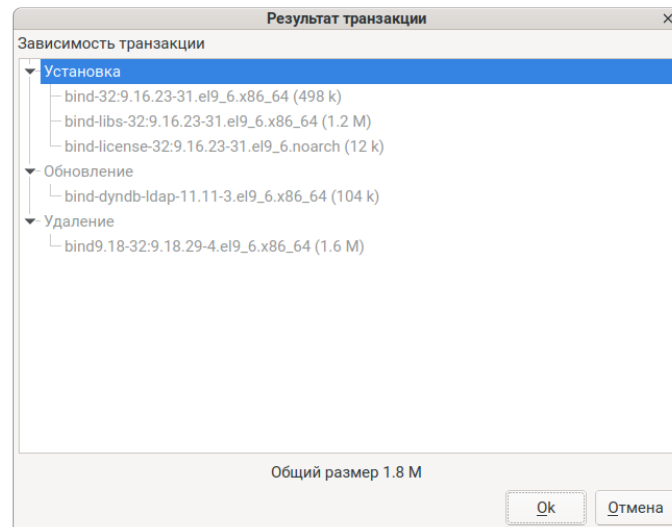 Результат транзакции
Зависимость транзакции
Установка
bind-32:9.16.23-31.el9_6.x86_64 (498 k)
bind-libs-32:9.16.23-31.el9_6.x86_64 (1.2 M)
bind-license-32:9.16.23-31.el9_6.noarch (12 k)
Обновление
bind-dyndb-ldap-11.11-3.el9_6.x86_64 (104 k)
Удаление
bind9.18-32:9.18.29-4.el9_6.x86_64 (1.6 M)
Общий размер 1.8 M
Ok Отмена